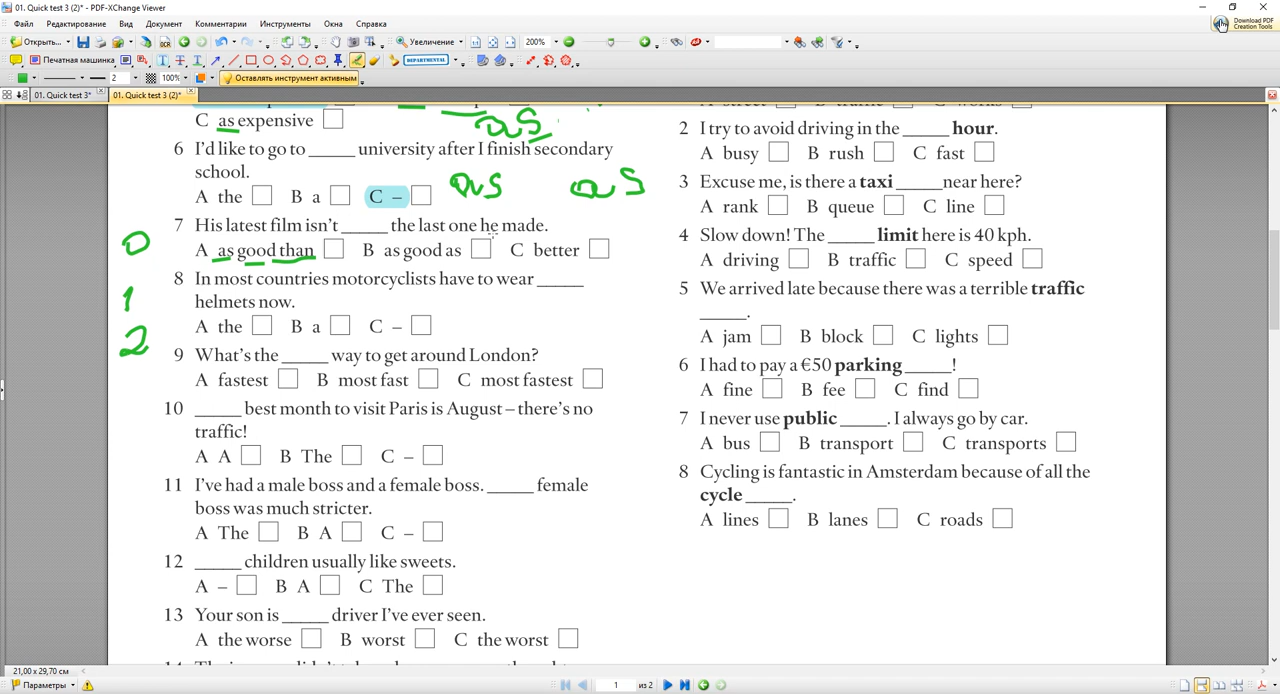 01. Quick test 3 (2)* - PDF-XChange Viewer
Файл Редактирование Вид Документ Комментарии Инструменты Окна Справка
Download PDF Creation Tools
Открыть... OCR Увеличение 200%
Печатная машинка DEPARTMENTAL
2 100% Оставлять инструмент активным
01. Quick test 3* 01. Quick test 3 (2)*
C as expensive
as
6 I'd like to go to _____ university after I finish secondary
school.
A the B a C – as as
7 His latest film isn't _____ the last one he made.
0 A as good than B as good as C better
8 In most countries motorcyclists have to wear _____
1 helmets now.
A the B a C –
2
9 What's the _____ way to get around London?
A fastest B most fast C most fastest
10 _____ best month to visit Paris is August – there's no
traffic!
A A B The C –
11 I've had a male boss and a female boss. _____ female
boss was much stricter.
A The B A C –
12 _____ children usually like sweets.
A – B A C The
13 Your son is _____ driver I've ever seen.
A the worse B worst C the worst
2 I try to avoid driving in the _____ hour.
A busy B rush C fast
3 Excuse me, is there a taxi _____ near here?
A rank B queue C line
4 Slow down! The _____ limit here is 40 kph.
A driving B traffic C speed
5 We arrived late because there was a terrible traffic
_____.
A jam B block C lights
6 I had to pay a €50 parking _____!
A fine B fee C find
7 I never use public _____. I always go by car.
A bus B transport C transports
8 Cycling is fantastic in Amsterdam because of all the
cycle _____.
A lines B lanes C roads
21,00 x 29,70 см
Параметры 1 из 2